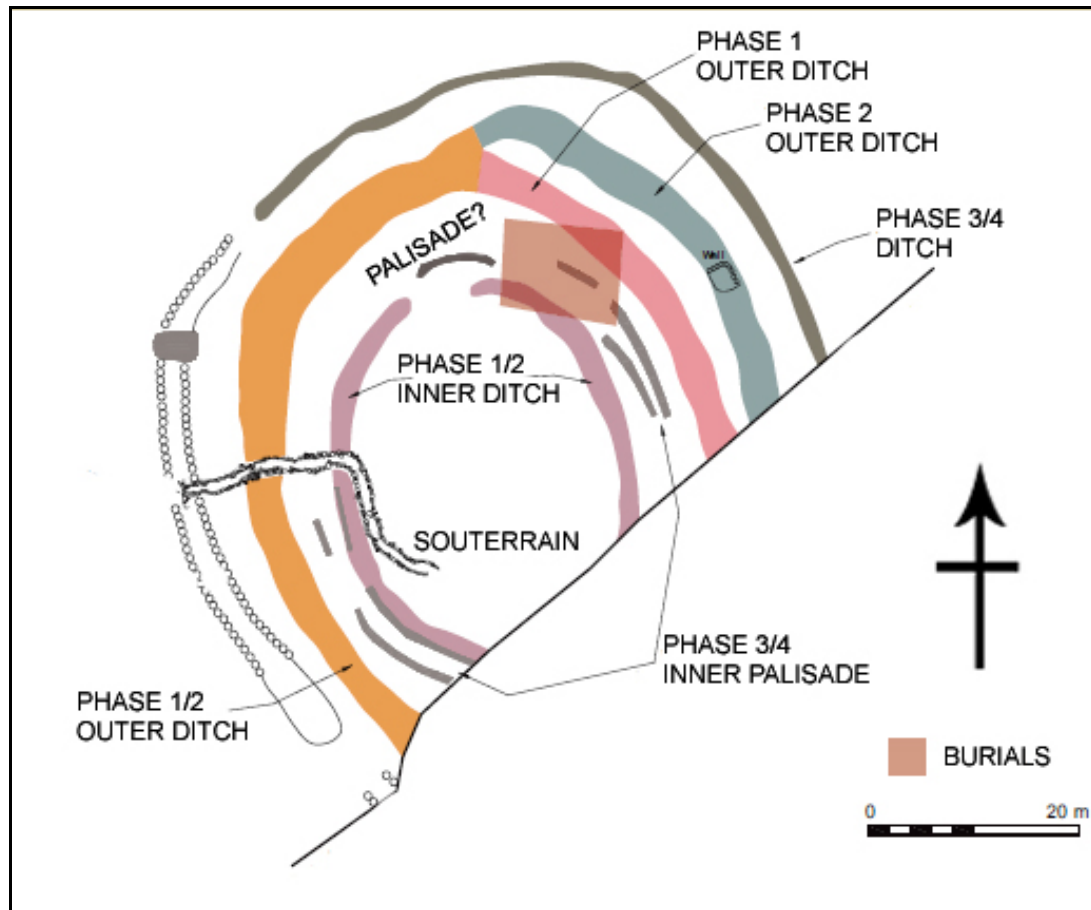 PHASE 1
OUTER DITCH
PHASE 2
OUTER DITCH
PHASE 3/4
DITCH
PALISADE?
Well
PHASE 1/2
INNER DITCH
SOUTERRAIN
PHASE 3/4
INNER PALISADE
PHASE 1/2
OUTER DITCH
BURIALS
0 20 m